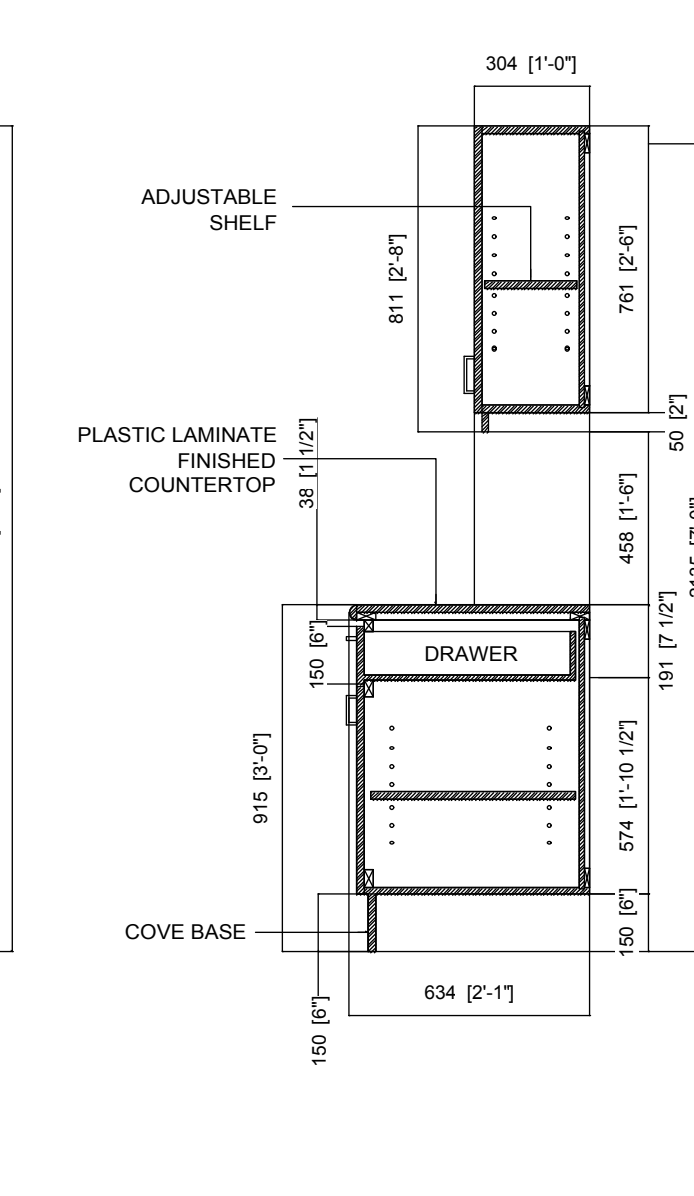 304 [1'-0"]
ADJUSTABLE
SHELF
811 [2'-8"]
761 [2'-6"]
50 [2"]
PLASTIC LAMINATE
FINISHED
COUNTERTOP
38 [1 1/2"]
458 [1'-6"]
191 [7 1/2"]
150 [6"]
DRAWER
915 [3'-0"]
574 [1'-10 1/2"]
150 [6"]
COVE BASE
634 [2'-1"]
150 [6"]